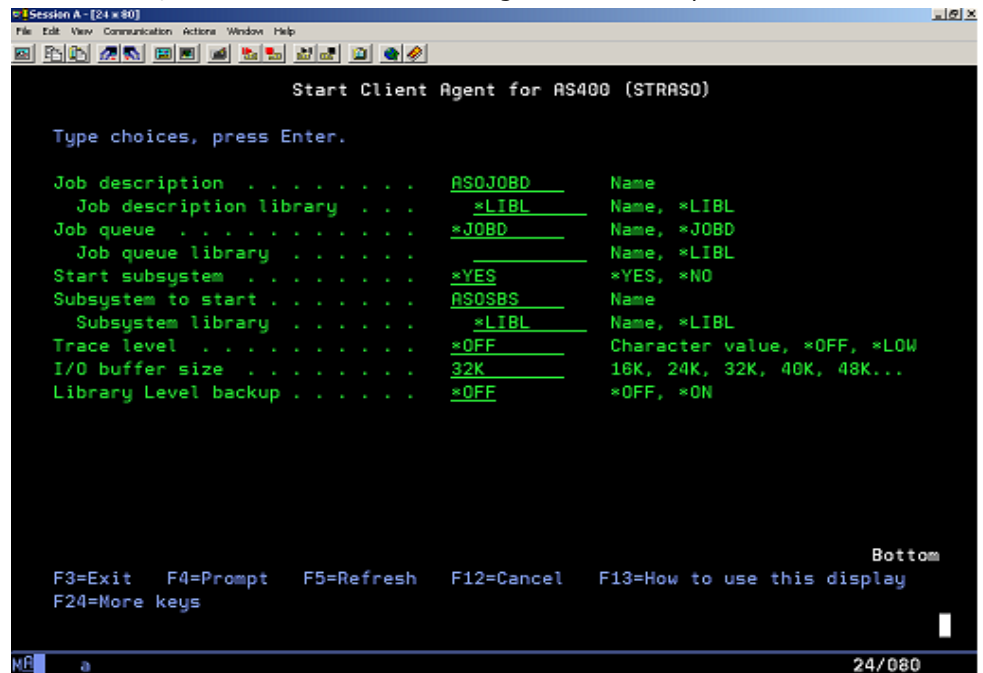 Session A - [24 x 80]
File Edit View Communication Actions Window Help
Start Client Agent for AS400 (STRASO)
Type choices, press Enter.
Job description . . . . . . . . ASOJOBD Name
Job description library . . . *LIBL Name, *LIBL
Job queue . . . . . . . . . . . *JOBD Name, *JOBD
Job queue library . . . . . . Name, *LIBL
Start subsystem . . . . . . . . *YES *YES, *NO
Subsystem to start . . . . . . . ASOSBS Name
Subsystem library . . . . . . *LIBL Name, *LIBL
Trace level . . . . . . . . . . *OFF Character value, *OFF, *LOW
I/O buffer size . . . . . . . . 32K 16K, 24K, 32K, 40K, 48K...
Library Level backup . . . . . . *OFF *OFF, *ON
Bottom
F3=Exit F4=Prompt F5=Refresh F12=Cancel F13=How to use this display
F24=More keys
MA a 24/080